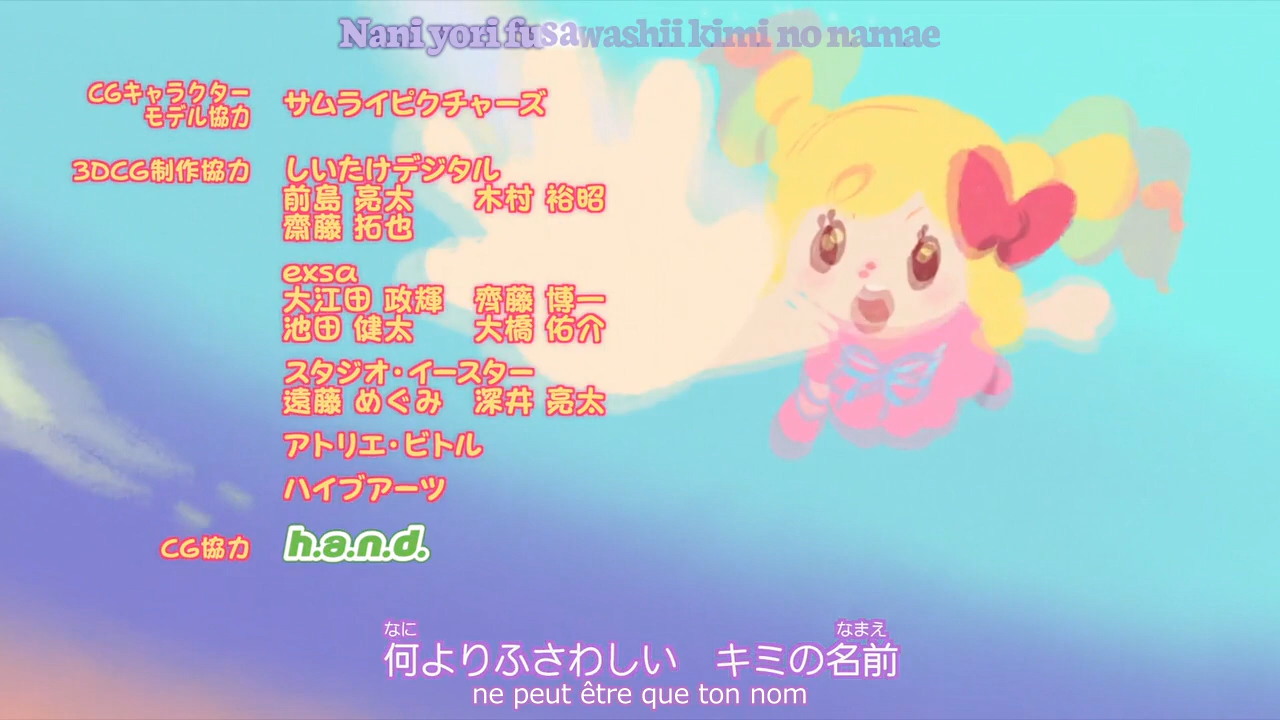 Nani yori fusawashii kimi no namae
CGキャラクター
モデル協力
サムライピクチャーズ
3DCG制作協力
しいたけデジタル
前島 亮太 木村 裕昭
齋藤 拓也
exsa
大江田 政輝 齊藤 博一
池田 健太 大橋 佑介
スタジオ・イースター
遠藤 めぐみ 深井 亮太
アトリエ・ビトル
ハイブアーツ
CG協力
h.a.n.d.
なに なまえ
何よりふさわしい キミの名前
ne peut être que ton nom